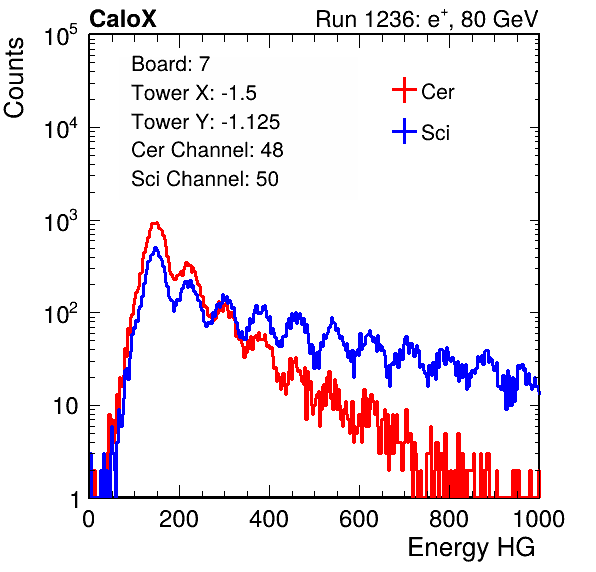 CaloX Run 1236: e⁺, 80 GeV
Counts
10⁵
10⁴
10³
10²
10
1
Board: 7
Tower X: -1.5
Tower Y: -1.125
Cer Channel: 48
Sci Channel: 50
Cer
Sci
0 200 400 600 800 1000
Energy HG